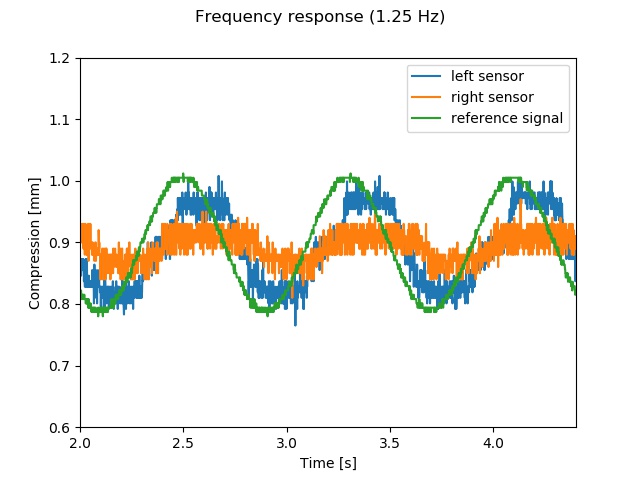 Frequency response (1.25 Hz)
1.2
1.1
1.0
0.9
0.8
0.7
0.6
Compression [mm]
left sensor
right sensor
reference signal
2.0 2.5 3.0 3.5 4.0
Time [s]